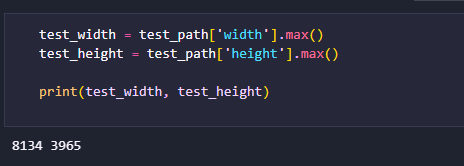 test_width = test_path['width'].max()
test_height = test_path['height'].max()
print(test_width, test_height)
8134 3965